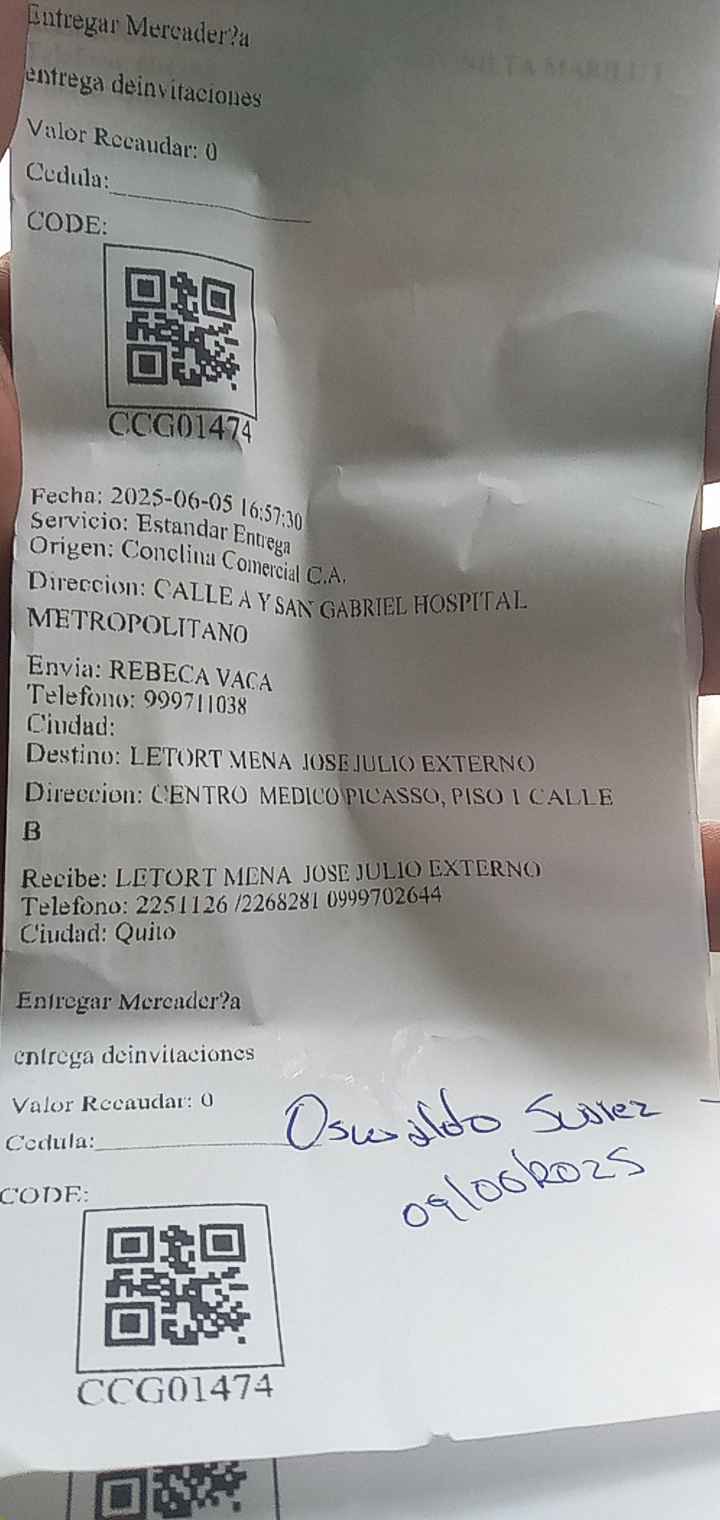 Entregar Mercader?a
entrega deinvitaciones
Valor Recaudar: 0
Cedula:
CODE:
CCG01474
Fecha: 2025-06-05 16:57:30
Servicio: Estandar Entrega
Origen: Conclina Comercial C.A.
Direccion: CALLE A Y SAN GABRIEL HOSPITAL
METROPOLITANO
Envia: REBECA VACA
Telefono: 999711038
Ciudad:
Destino: LETORT MENA JOSE JULIO EXTERNO
Direccion: CENTRO MEDICO PICASSO, PISO 1 CALLE
B
Recibe: LETORT MENA JOSE JULIO EXTERNO
Telefono: 2251126 /2268281 0999702644
Ciudad: Quito
Entregar Mercader?a
entrega deinvitaciones
Valor Recaudar: 0
Cedula: Oswaldo Suárez -
09/06/2025
CODE:
CCG01474